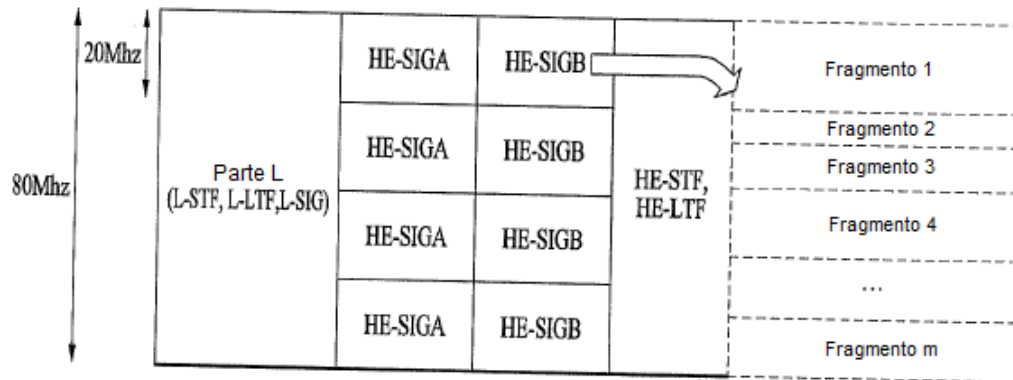 20Mhz
80Mhz
Parte L
(L-STF, L-LTF,L-SIG)
HE-SIGA
HE-SIGB
HE-SIGA
HE-SIGB
HE-SIGA
HE-SIGB
HE-SIGA
HE-SIGB
HE-STF,
HE-LTF
Fragmento 1
Fragmento 2
Fragmento 3
Fragmento 4
...
Fragmento m